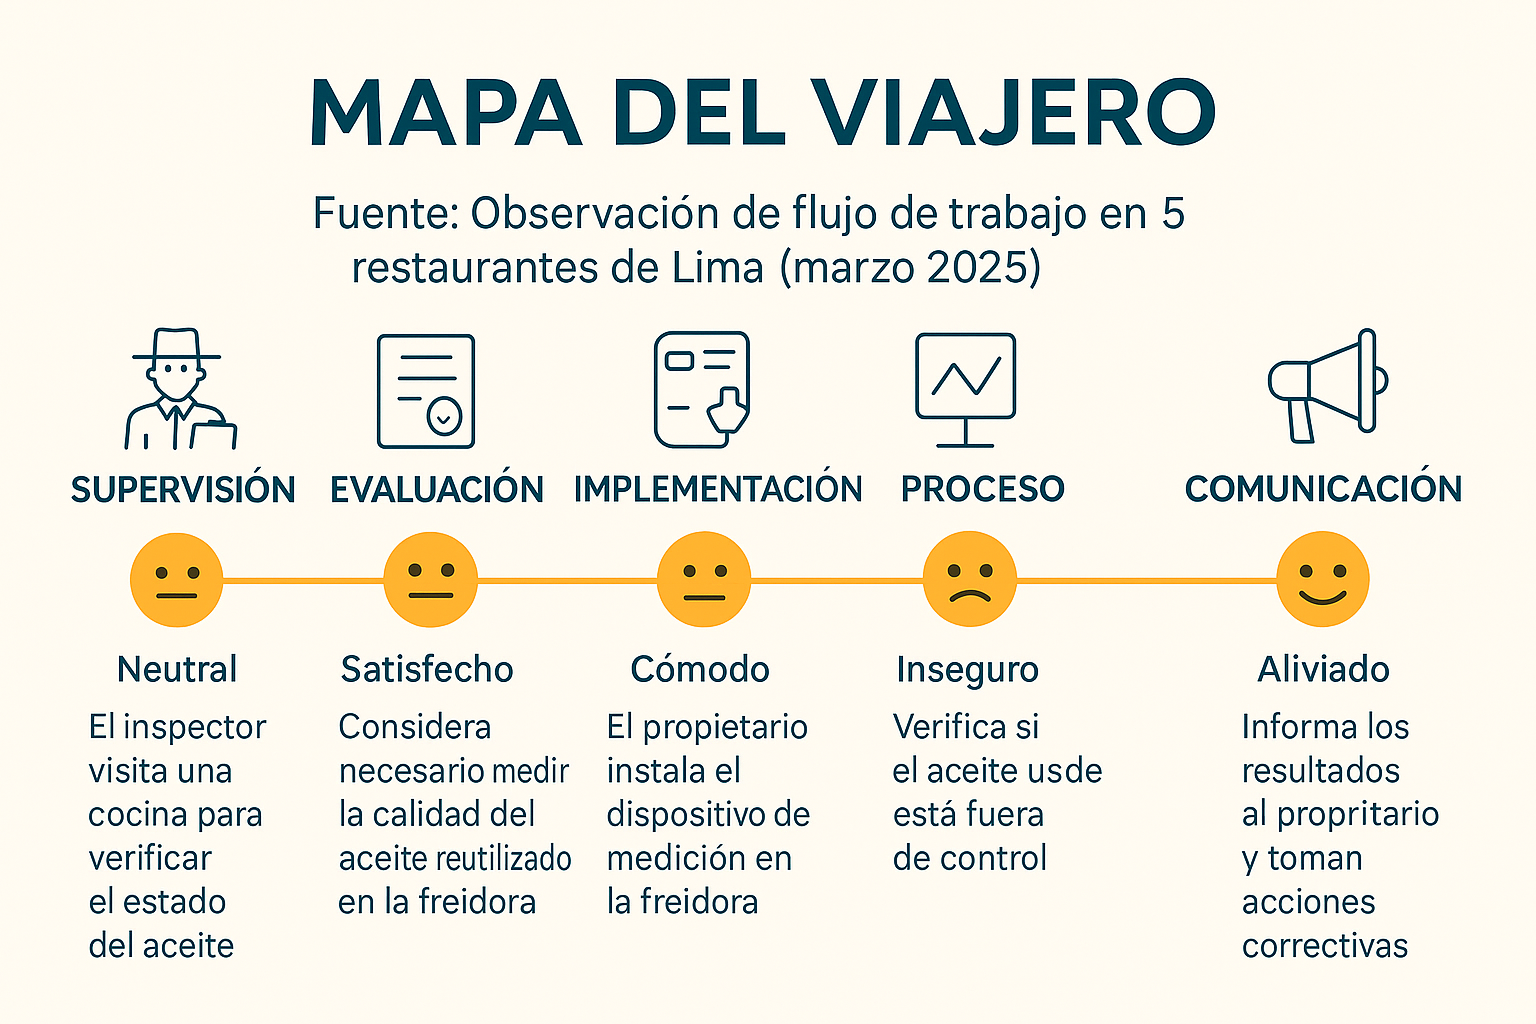 MAPA DEL VIAJERO
Fuente: Observación de flujo de trabajo en 5
restaurantes de Lima (marzo 2025)
SUPERVISIÓN
Neutral
El inspector
visita una
cocina para
verificar
el estado
del aceite
EVALUACIÓN
Satisfecho
Considera
necesario medir
la calidad del
aceite reutilizado
en la freidora
IMPLEMENTACIÓN
Cómodo
El propietario
instala el
dispositivo de
medición en
la freidora
PROCESO
Inseguro
Verifica si
el aceite usde
está fuera
de control
COMUNICACIÓN
Aliviado
Informa los
resultados
al propritario
y toman
acciones
correctivas